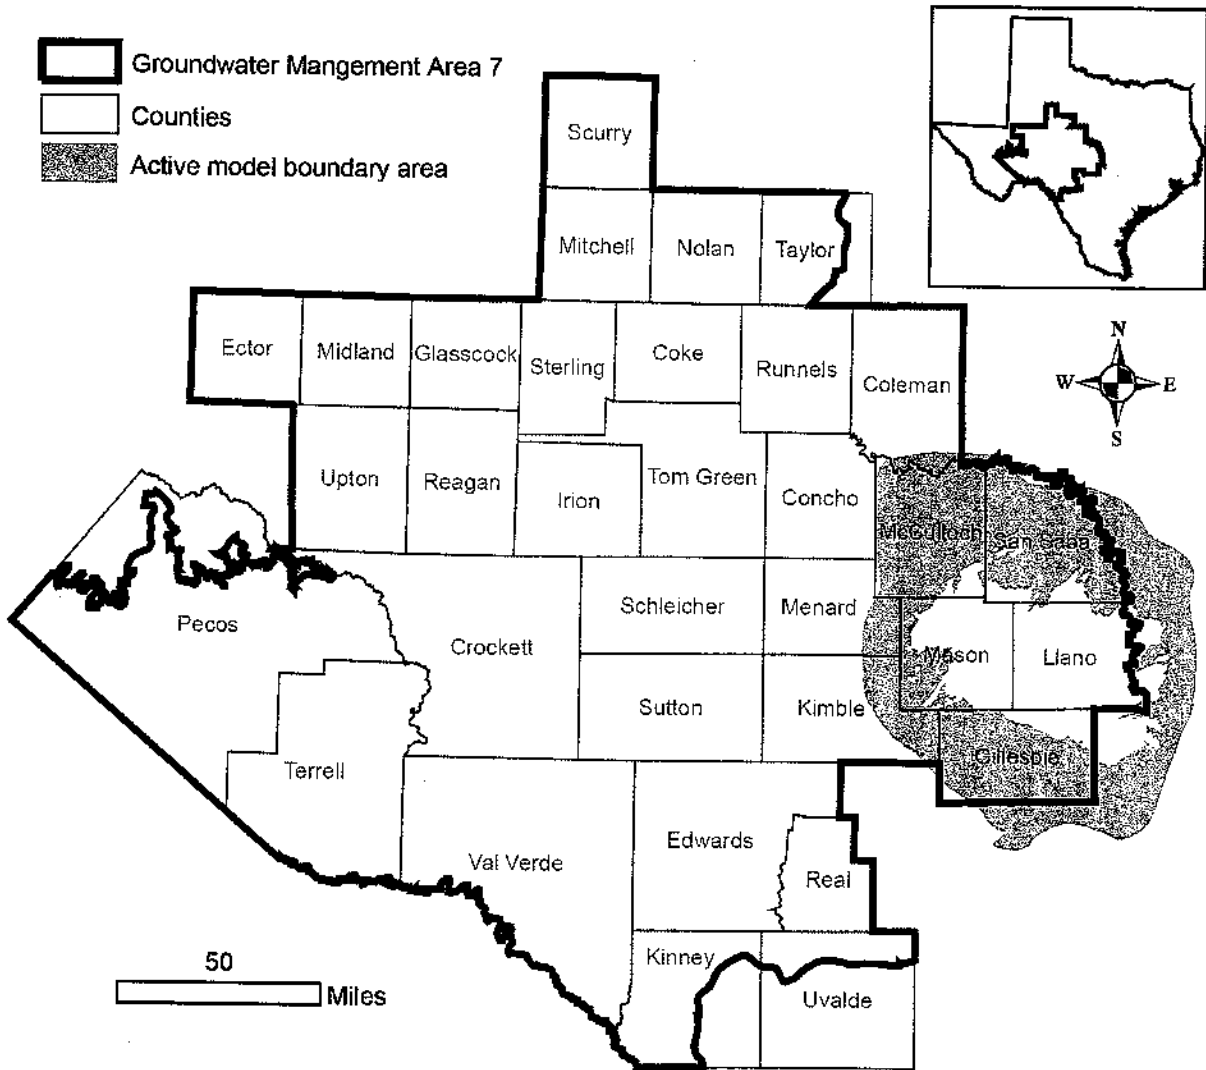 Groundwater Mangement Area 7
Counties
Active model boundary area
Scurry
Mitchell
Nolan
Taylor
Ector
Midland
Glasscock
Sterling
Coke
Runnels
Coleman
N
W
E
S
Upton
Reagan
Irion
Tom Green
Concho
McCulloch
San Saba
Pecos
Crockett
Schleicher
Menard
Mason
Llano
Sutton
Kimble
Terrell
Gillespie
Val Verde
Edwards
Real
Kinney
Uvalde
50
Miles